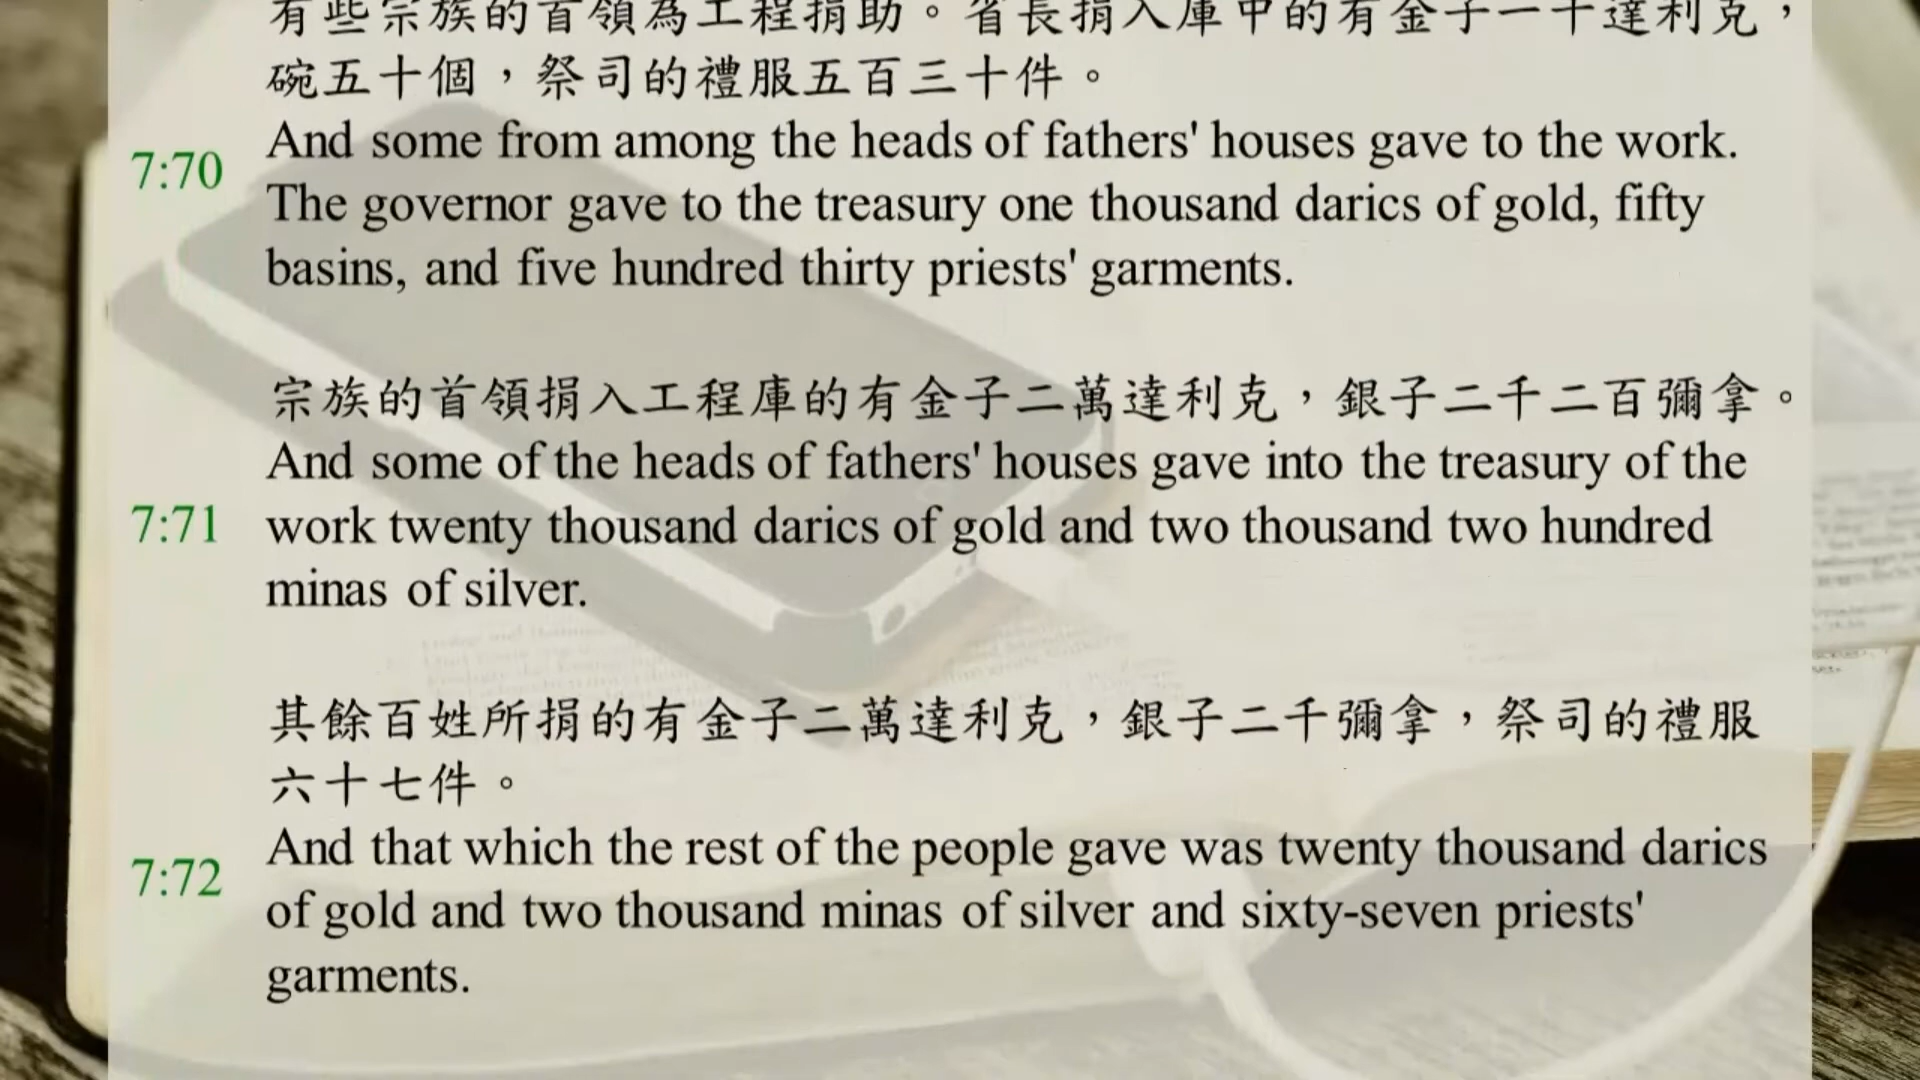 有些宗族的首領為工程捐助。省長捐入庫中的有金子一千達利克，
碗五十個，祭司的禮服五百三十件。
7:70
And some from among the heads of fathers' houses gave to the work.
The governor gave to the treasury one thousand darics of gold, fifty
basins, and five hundred thirty priests' garments.
宗族的首領捐入工程庫的有金子二萬達利克，銀子二千二百彌拿。
And some of the heads of fathers' houses gave into the treasury of the
7:71
work twenty thousand darics of gold and two thousand two hundred
minas of silver.
其餘百姓所捐的有金子二萬達利克，銀子二千彌拿，祭司的禮服
六十七件。
And that which the rest of the people gave was twenty thousand darics
7:72
of gold and two thousand minas of silver and sixty-seven priests'
garments.